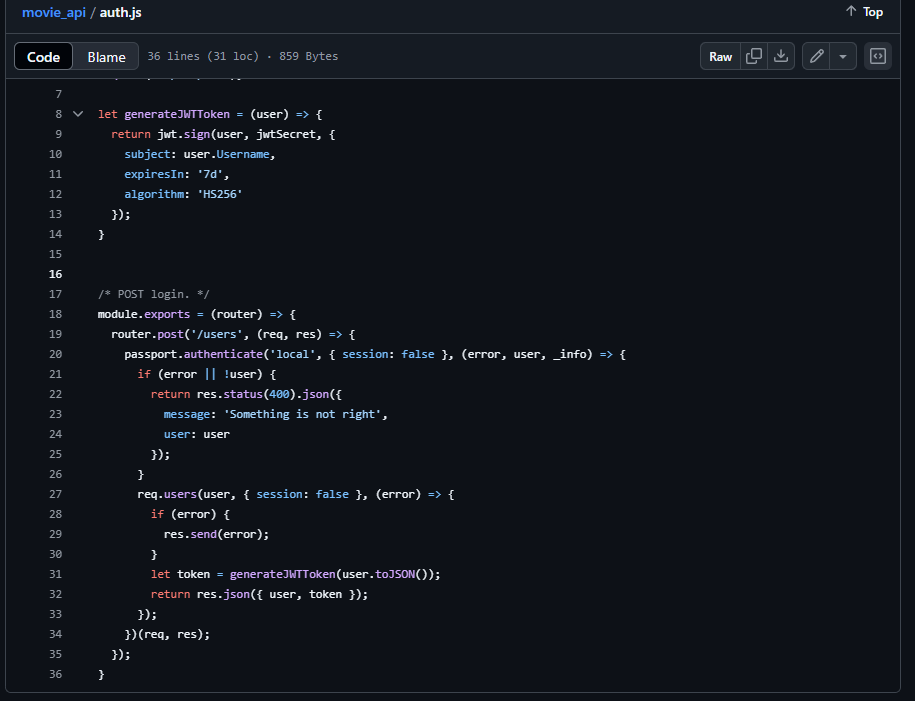 movie_api / auth.js
Top
Code Blame 36 lines (31 loc) · 859 Bytes
Raw
7
8 let generateJWTToken = (user) => {
9   return jwt.sign(user, jwtSecret, {
10     subject: user.Username,
11     expiresIn: '7d',
12     algorithm: 'HS256'
13   });
14 }
15
16
17 /* POST login. */
18 module.exports = (router) => {
19   router.post('/users', (req, res) => {
20     passport.authenticate('local', { session: false }, (error, user, _info) => {
21       if (error || !user) {
22         return res.status(400).json({
23           message: 'Something is not right',
24           user: user
25         });
26       }
27       req.users(user, { session: false }, (error) => {
28         if (error) {
29           res.send(error);
30         }
31         let token = generateJWTToken(user.toJSON());
32         return res.json({ user, token });
33       });
34     })(req, res);
35   });
36 }